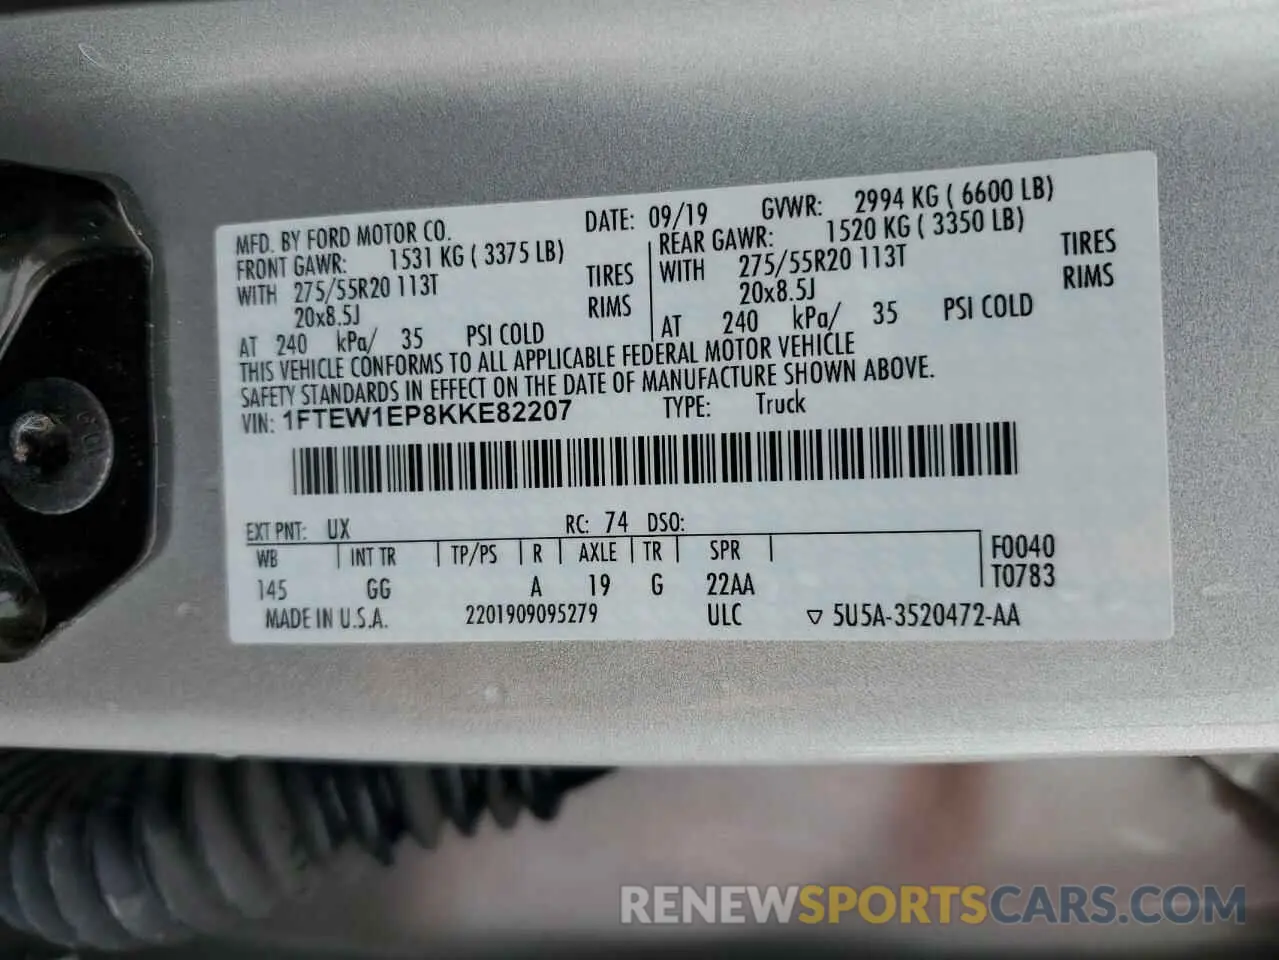 MFD. BY FORD MOTOR CO. DATE: 09/19 GVWR: 2994 KG ( 6600 LB)
FRONT GAWR: 1531 KG ( 3375 LB) REAR GAWR: 1520 KG ( 3350 LB)
WITH 275/55R20 113T TIRES WITH 275/55R20 113T TIRES
20x8.5J RIMS 20x8.5J RIMS
AT 240 kPa/ 35 PSI COLD AT 240 kPa/ 35 PSI COLD
THIS VEHICLE CONFORMS TO ALL APPLICABLE FEDERAL MOTOR VEHICLE
SAFETY STANDARDS IN EFFECT ON THE DATE OF MANUFACTURE SHOWN ABOVE.
VIN: 1FTEW1EP8KKE82207 TYPE: Truck
EXT PNT: UX RC: 74 DSO:
WB INT TR TP/PS R AXLE TR SPR F0040
145 GG A 19 G 22AA T0783
MADE IN U.S.A. 2201909095279 ULC ▽ 5U5A-3520472-AA
RENEWSPORTSCARS.COM